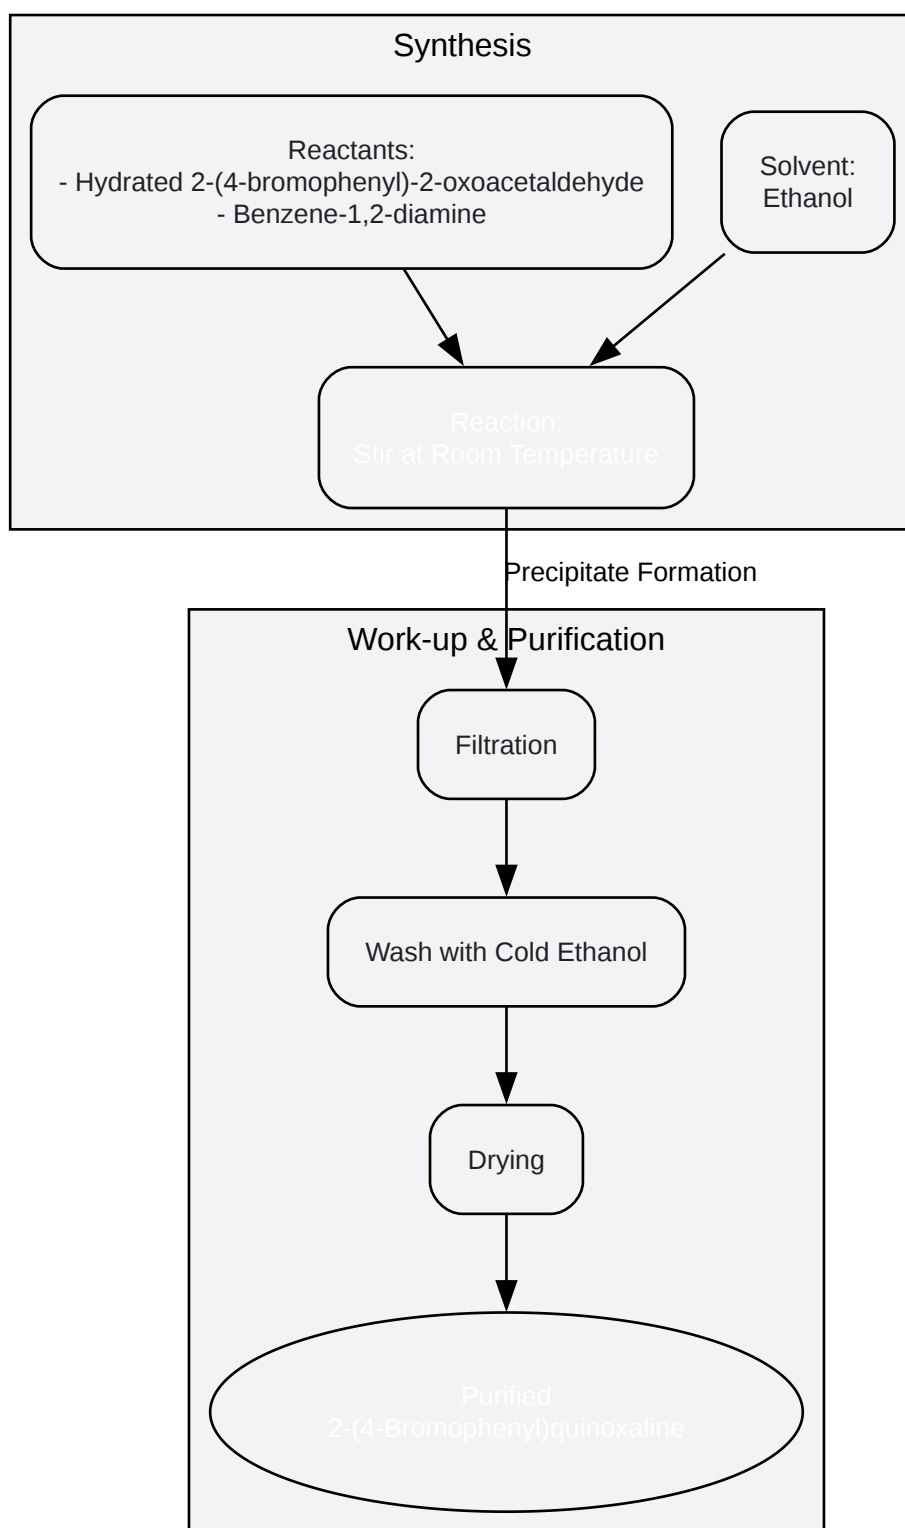 Synthesis
Reactants:
- Hydrated 2-(4-bromophenyl)-2-oxoacetaldehyde
- Benzene-1,2-diamine
Solvent:
Ethanol
Reaction:
Stir at Room Temperature
Precipitate Formation
Work-up & Purification
Filtration
Wash with Cold Ethanol
Drying
Purified
2-(4-Bromophenyl)quinoxaline